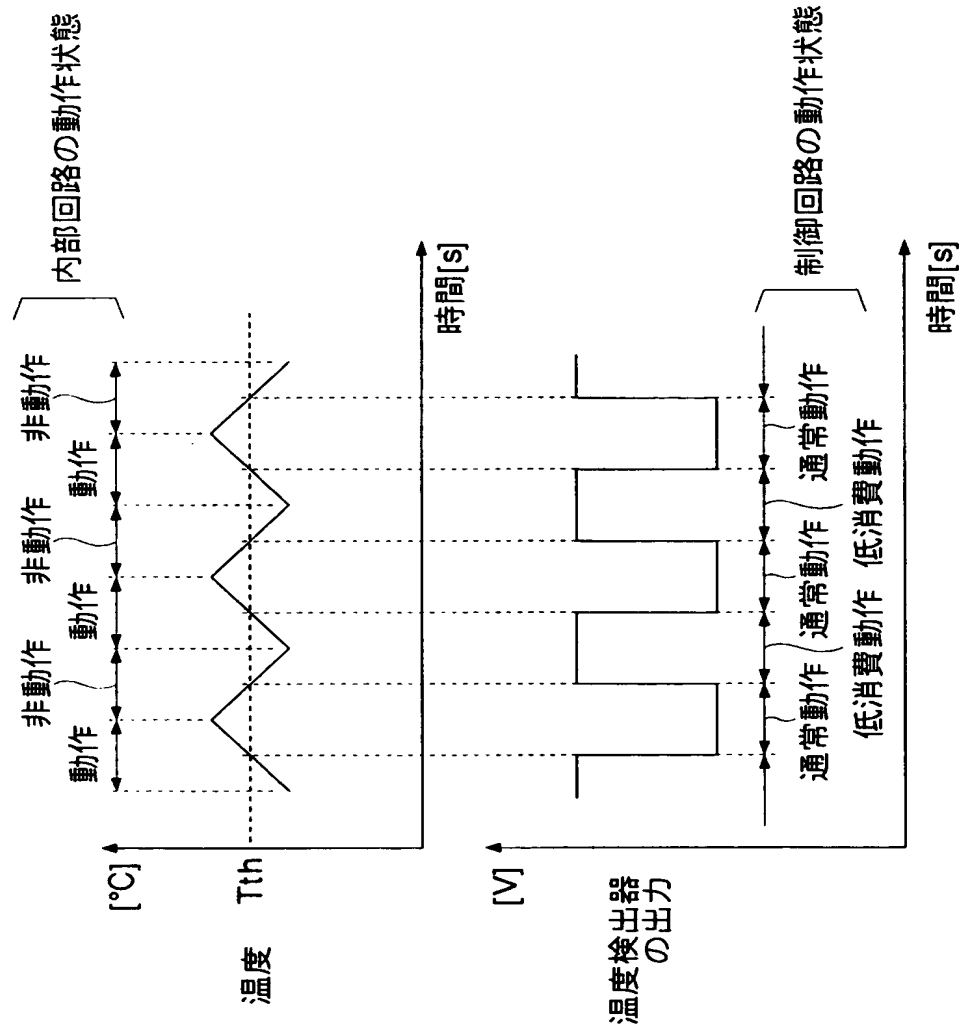 内部回路の動作状態
動作
非動作
動作
非動作
動作
非動作
[℃]
Tth
温度
時間[s]
[V]
温度検出器
の出力
通常動作
通常動作
通常動作
低消費動作
低消費動作
制御回路の動作状態
時間[s]